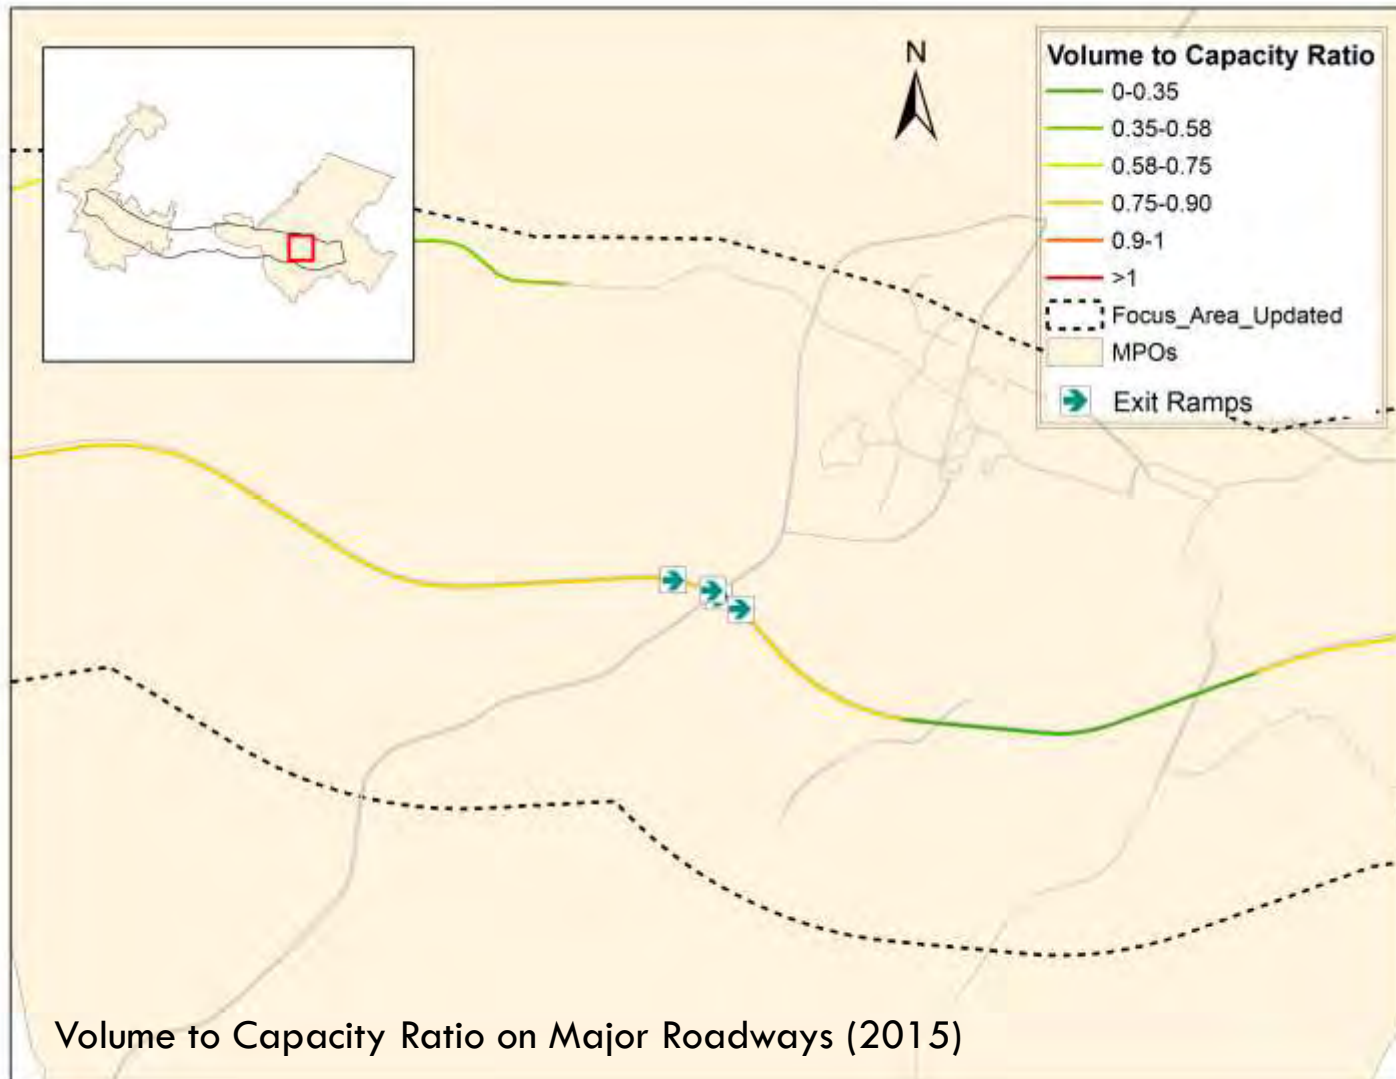 N
Volume to Capacity Ratio
0-0.35
0.35-0.58
0.58-0.75
0.75-0.90
0.9-1
>1
Focus_Area_Updated
MPOs
Exit Ramps
Volume to Capacity Ratio on Major Roadways (2015)